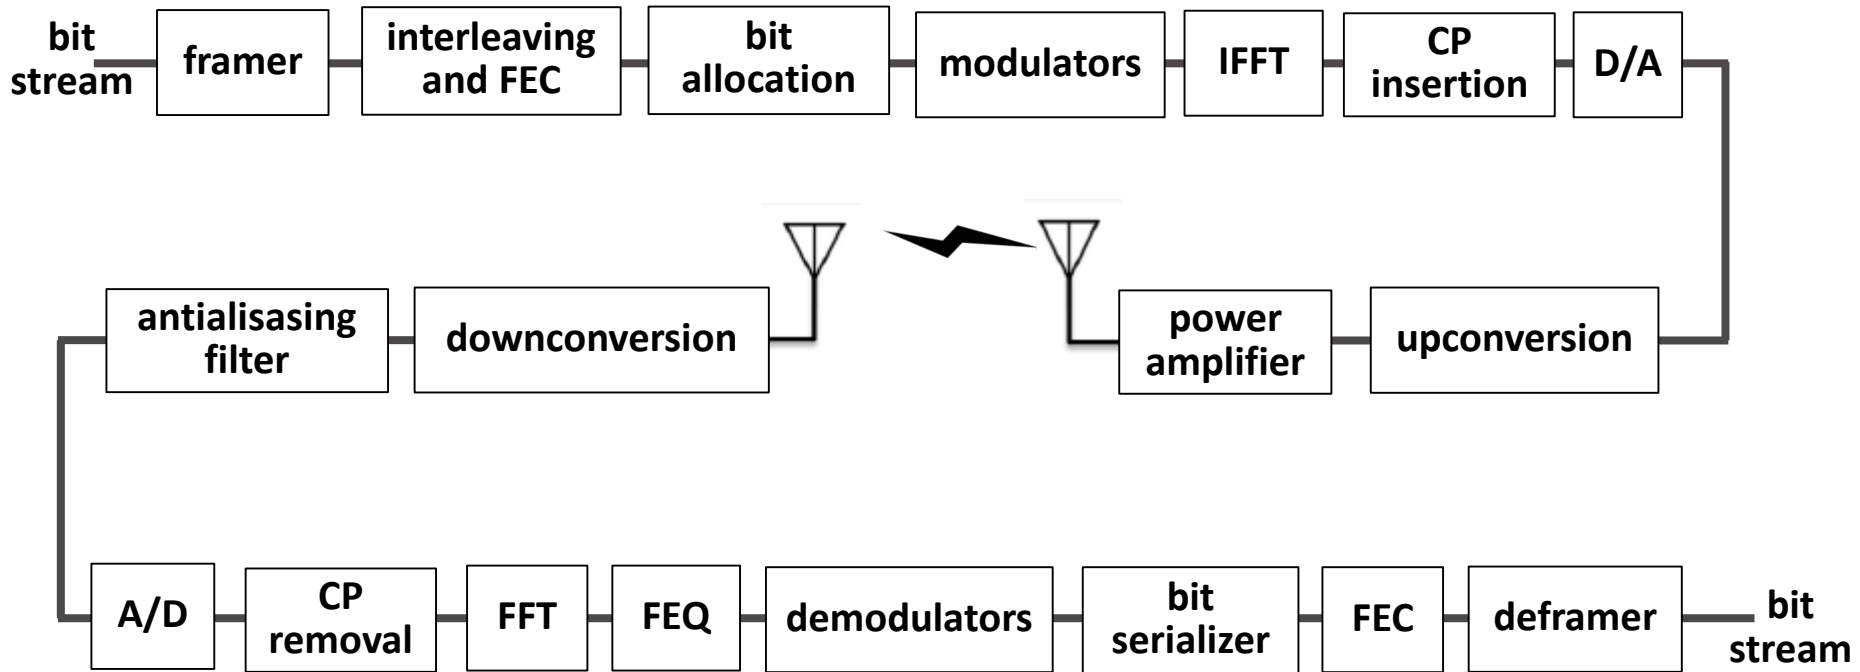 bit
stream
framer
interleaving
and FEC
bit
allocation
modulators
IFFT
CP
insertion
D/A
antialisasing
filter
downconversion
power
amplifier
upconversion
A/D
CP
removal
FFT
FEQ
demodulators
bit
serializer
FEC
deframer
bit
stream